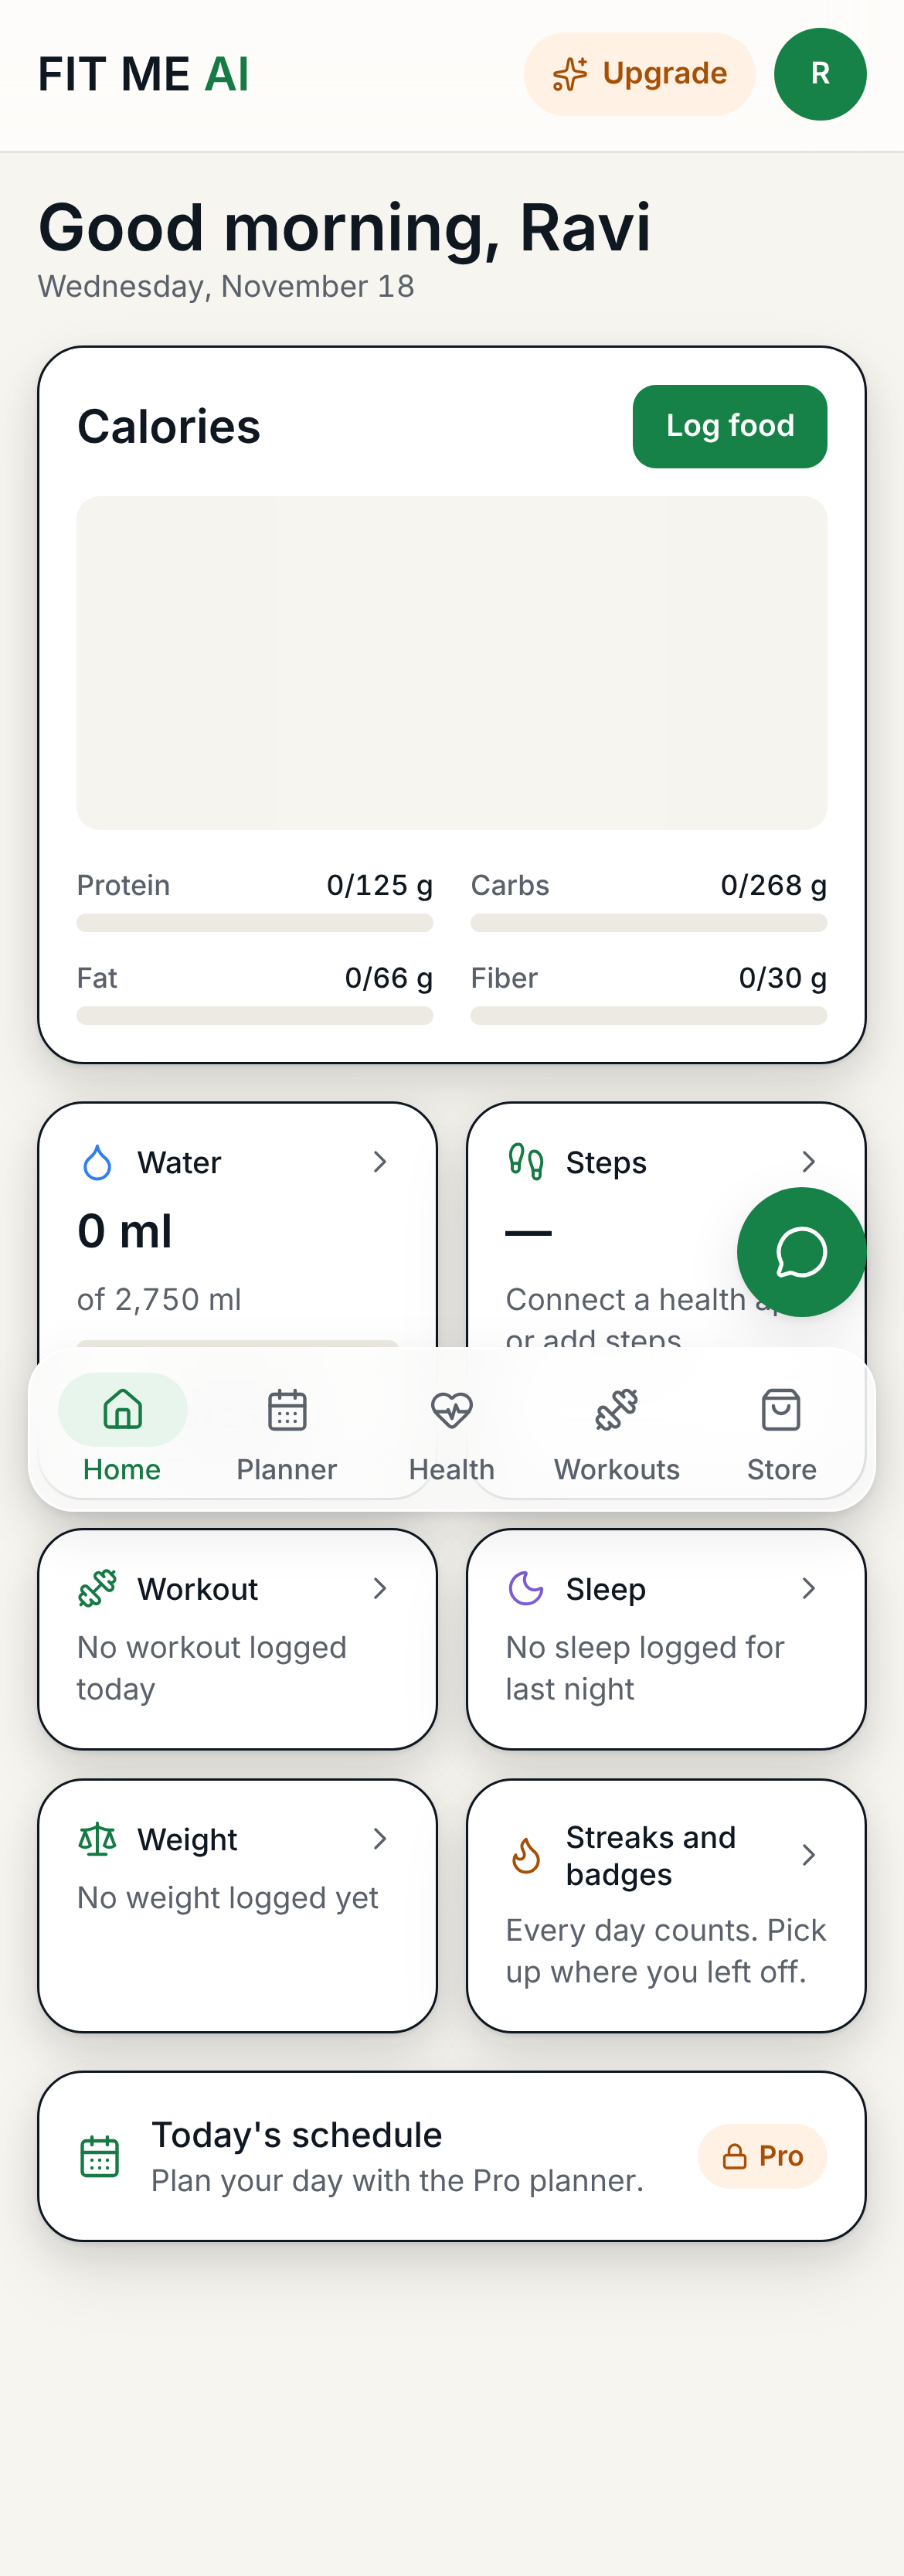 FIT ME AI
Upgrade
R
Good morning, Ravi
Wednesday, November 18
Calories
Log food
Protein 0/125 g
Carbs 0/268 g
Fat 0/66 g
Fiber 0/30 g
Water
0 ml
of 2,750 ml
Steps
—
Connect a health
or add steps
Home
Planner
Health
Workouts
Store
Workout
No workout logged
today
Sleep
No sleep logged for
last night
Weight
No weight logged yet
Streaks and
badges
Every day counts. Pick
up where you left off.
Today's schedule
Plan your day with the Pro planner.
Pro